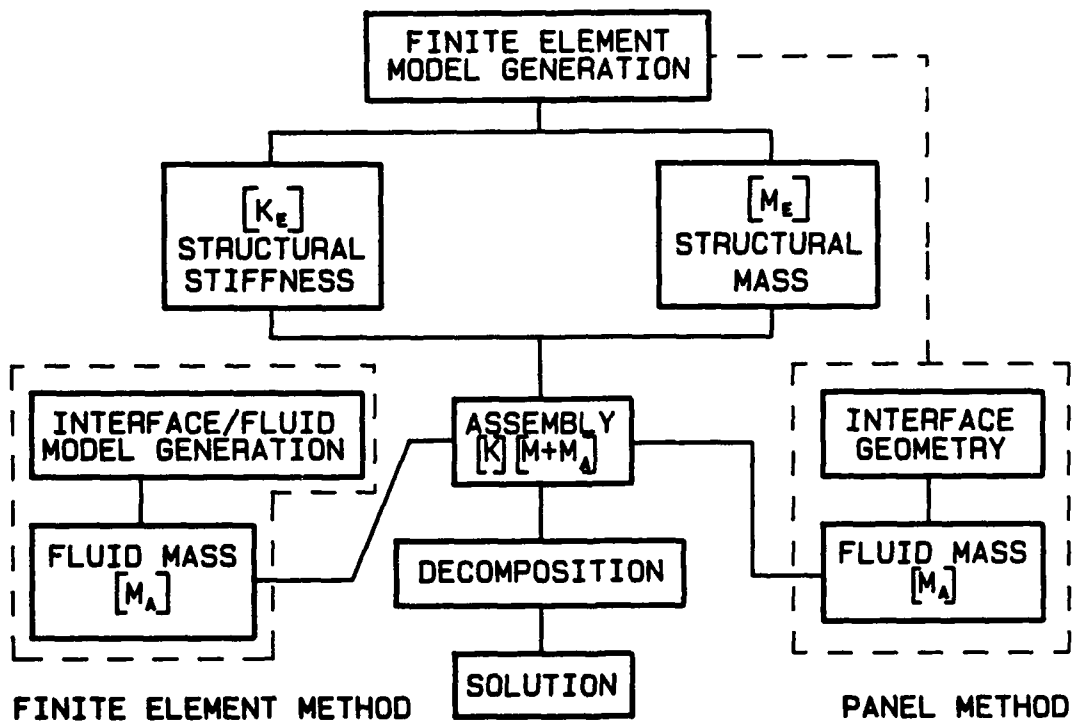 FINITE ELEMENT
MODEL GENERATION
[K_E]
STRUCTURAL
STIFFNESS
[M_E]
STRUCTURAL
MASS
INTERFACE/FLUID
MODEL GENERATION
FLUID MASS
[M_A]
ASSEMBLY
[K] [M+M_A]
DECOMPOSITION
SOLUTION
INTERFACE
GEOMETRY
FLUID MASS
[M_A]
FINITE ELEMENT METHOD
PANEL METHOD